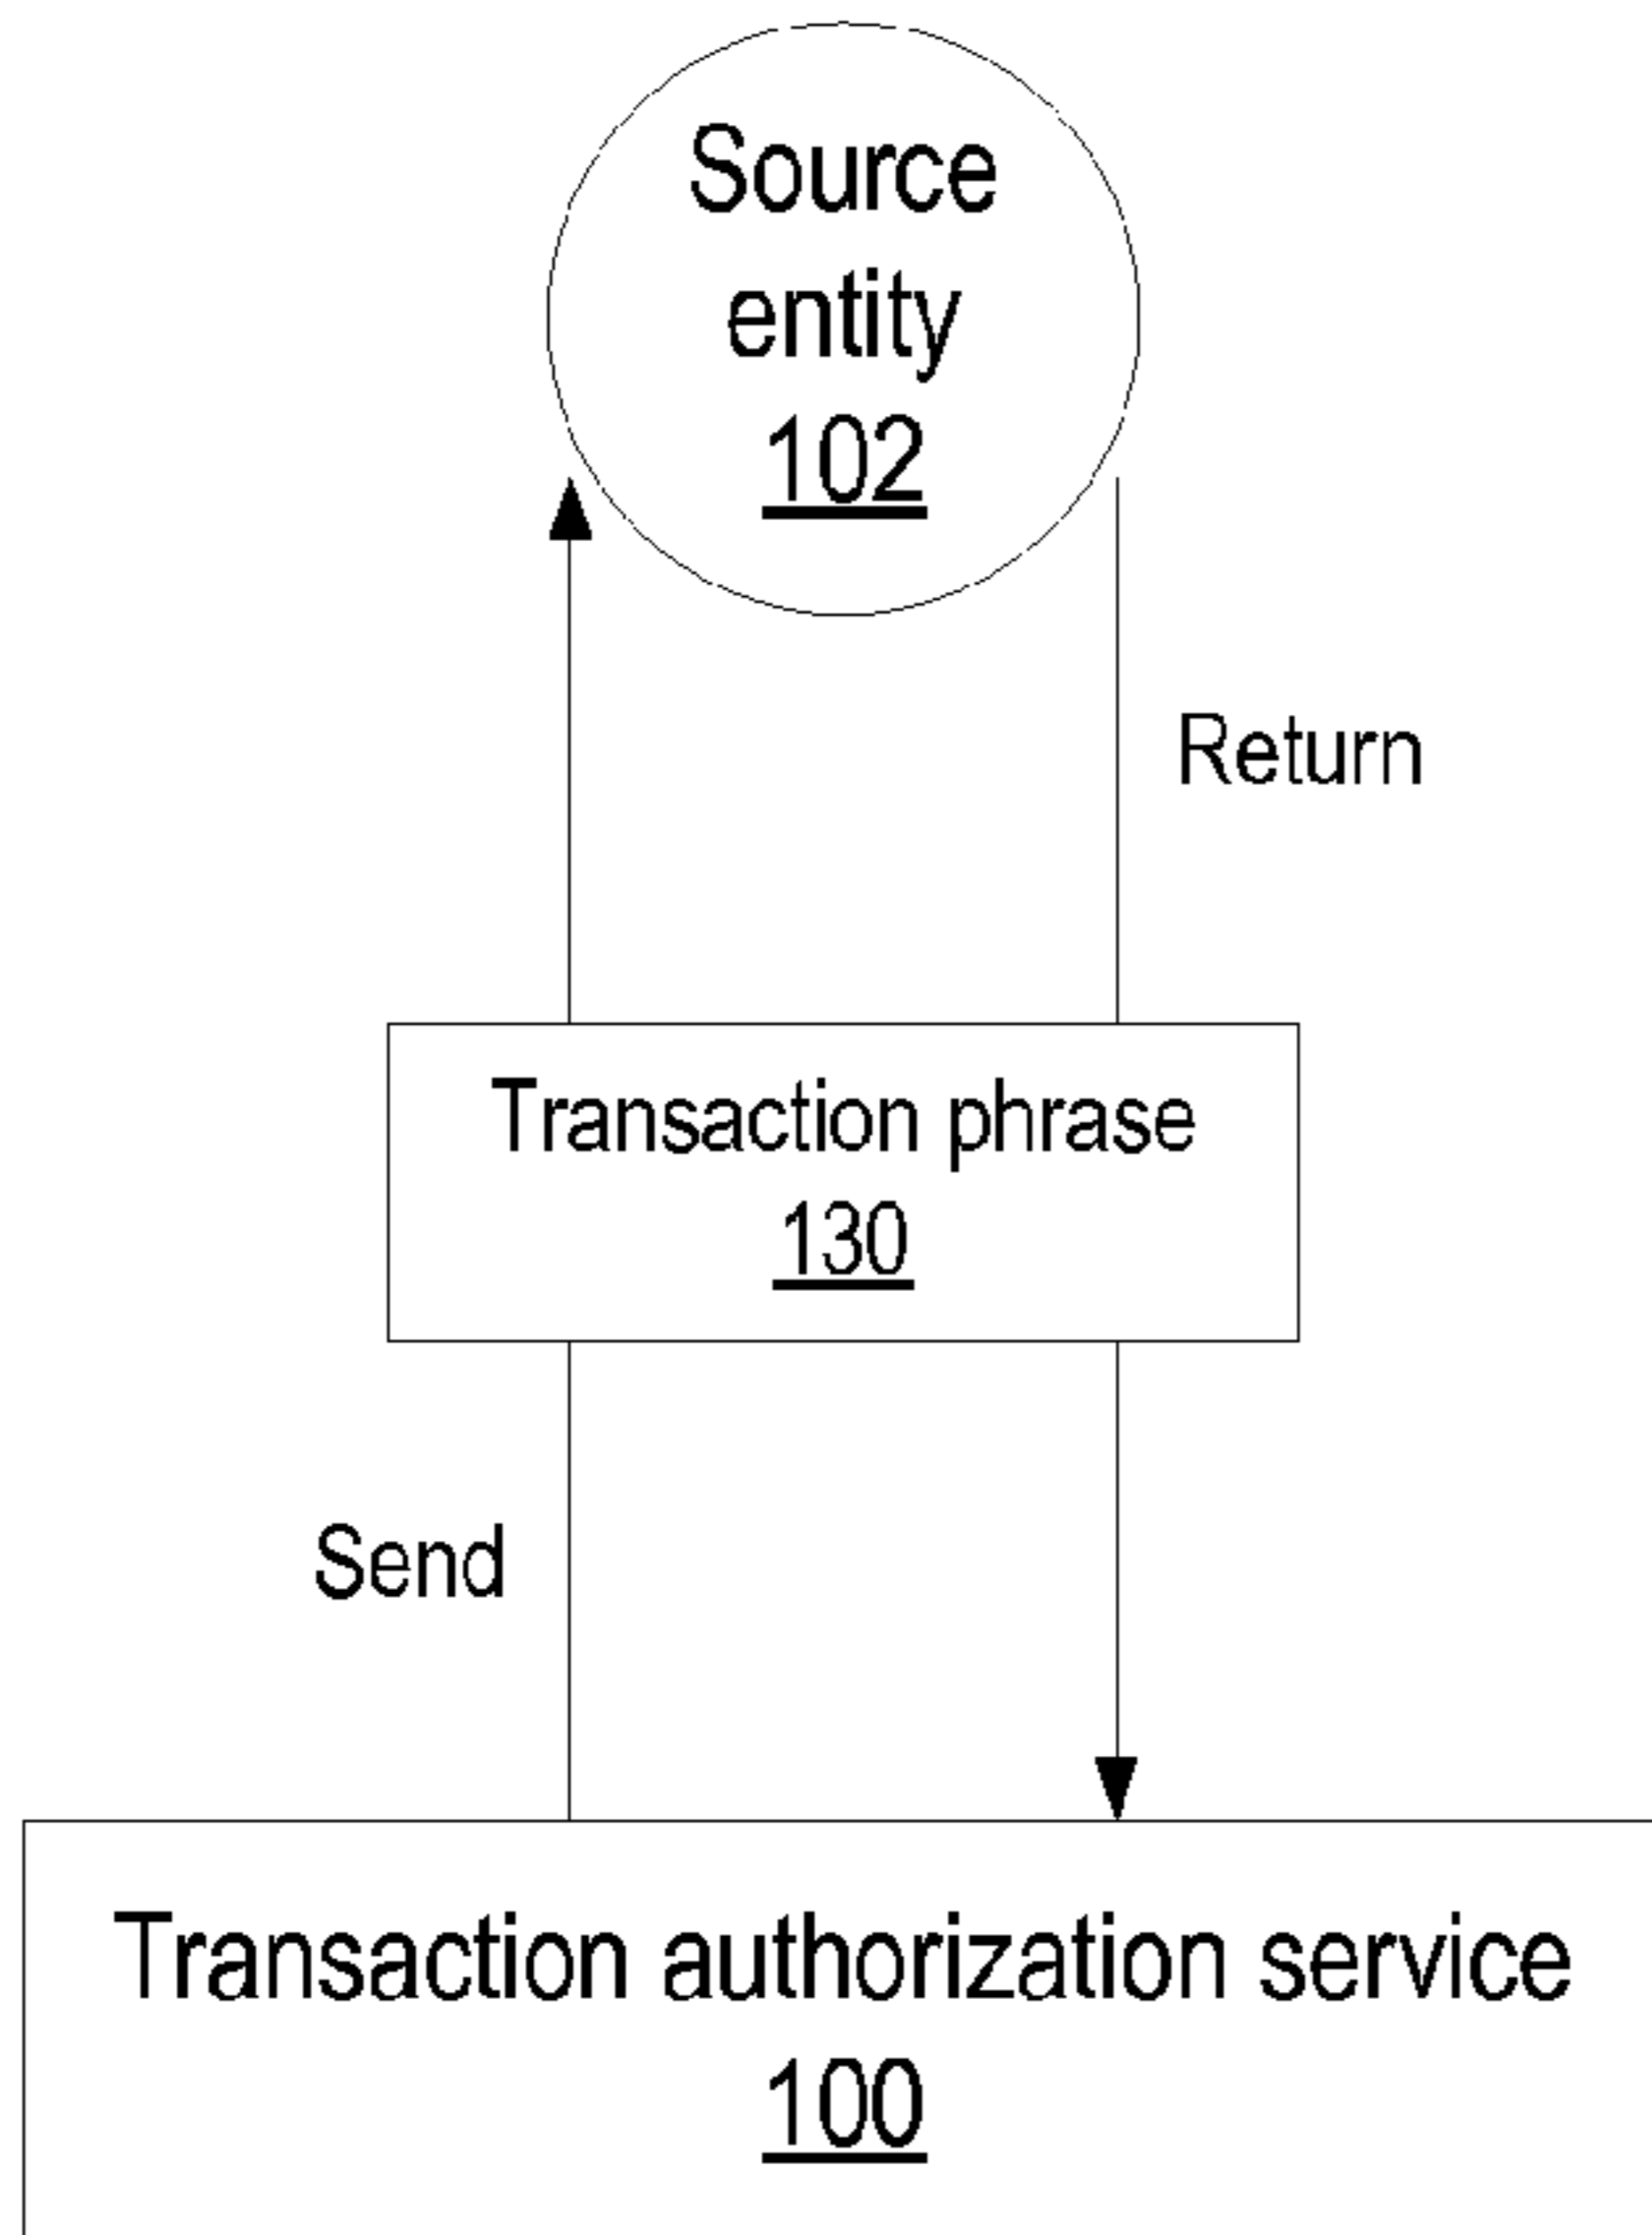 Source
entity
102
Return
Transaction phrase
130
Send
Transaction authorization service
100